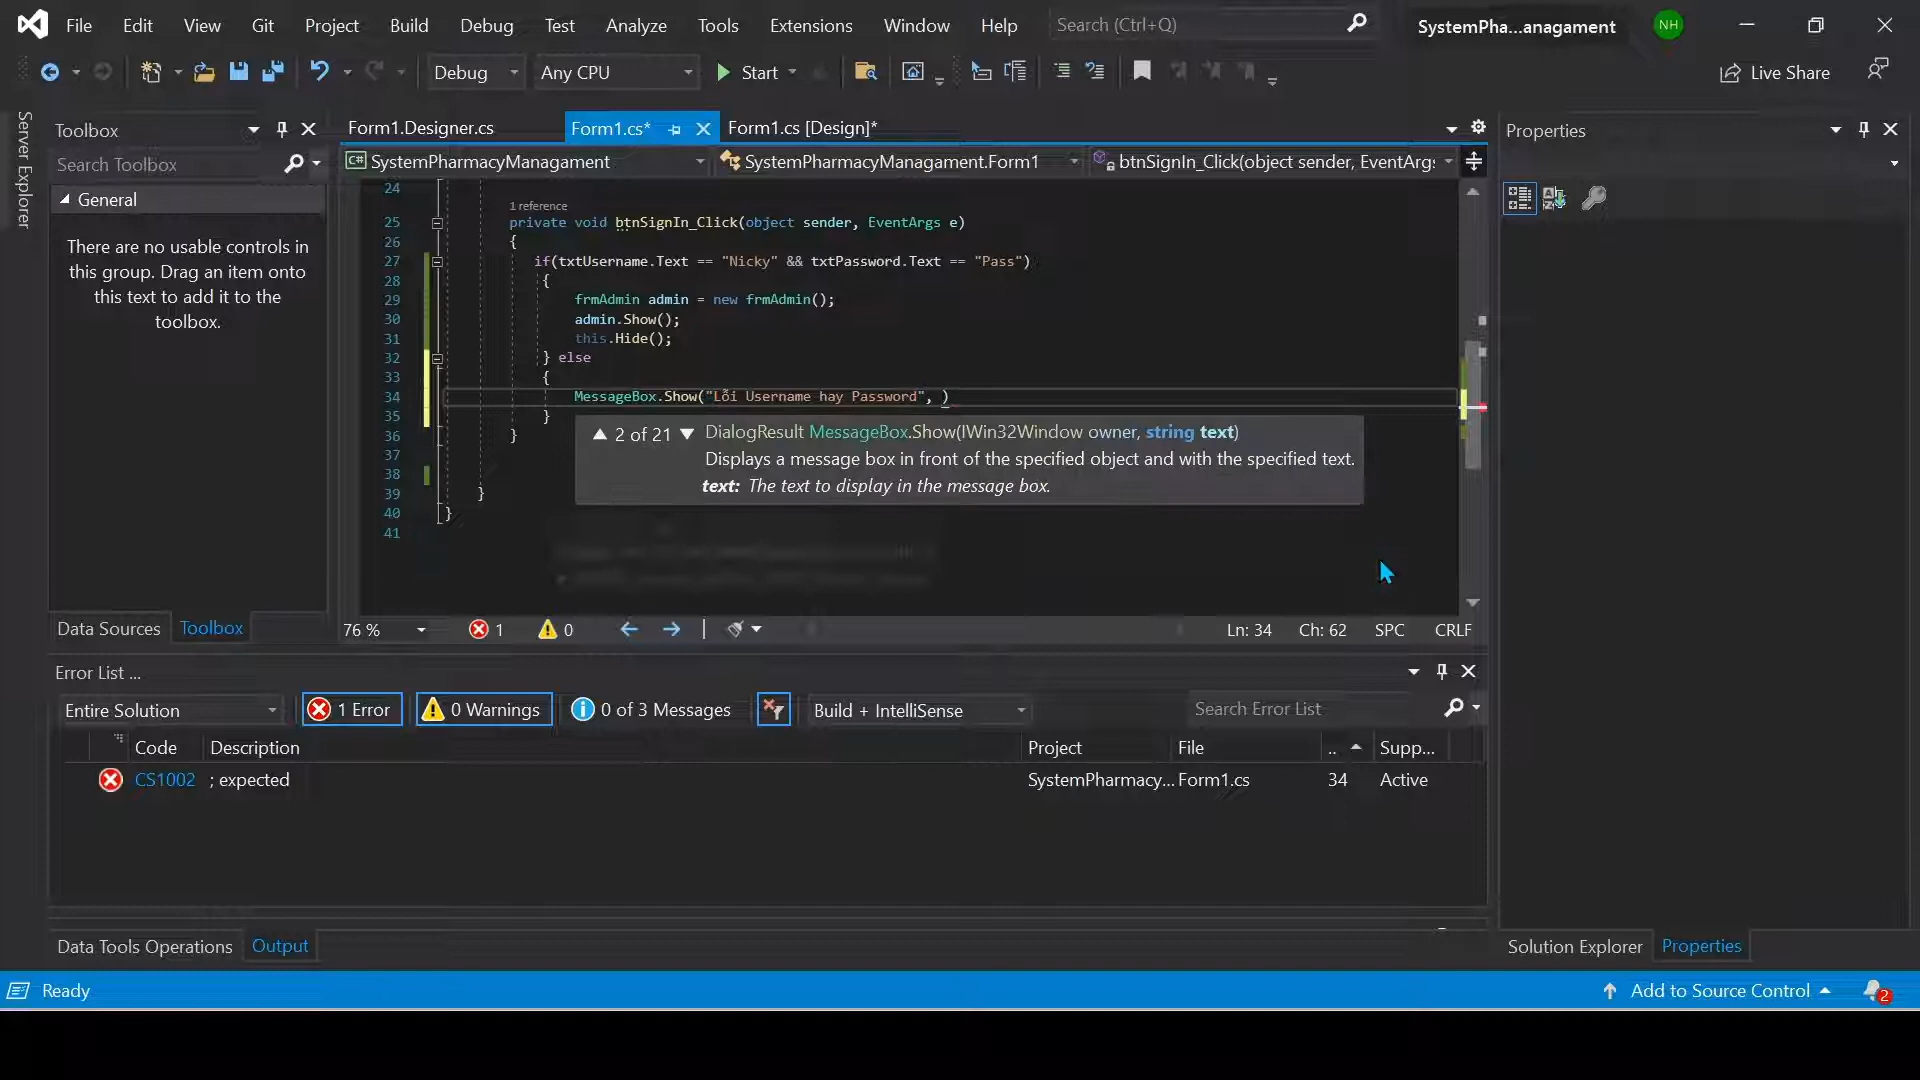 File Edit View Git Project Build Debug Test Analyze Tools Extensions Window Help Search (Ctrl+Q) SystemPha...anagament NH
Debug Any CPU Start Live Share
Server Explorer
Toolbox
Search Toolbox
General
There are no usable controls in
this group. Drag an item onto
this text to add it to the
toolbox.
Data Sources Toolbox
Form1.Designer.cs Form1.cs* Form1.cs [Design]*
C# SystemPharmacyManagament SystemPharmacyManagament.Form1 btnSignIn_Click(object sender, EventArgs
24
1 reference
25 private void btnSignIn_Click(object sender, EventArgs e)
26 {
27 if(txtUsername.Text == "Nicky" && txtPassword.Text == "Pass")
28 {
29 frmAdmin admin = new frmAdmin();
30 admin.Show();
31 this.Hide();
32 } else
33 {
34 MessageBox.Show("Lỗi Username hay Password", )
35 }
36 }
37
38
39 }
40 }
41
2 of 21 DialogResult MessageBox.Show(IWin32Window owner, string text)
Displays a message box in front of the specified object and with the specified text.
text: The text to display in the message box.
76 % 1 0 Ln: 34 Ch: 62 SPC CRLF
Error List ...
Entire Solution 1 Error 0 Warnings 0 of 3 Messages Build + IntelliSense Search Error List
Code Description Project File .. Supp...
CS1002 ; expected SystemPharmacy... Form1.cs 34 Active
Data Tools Operations Output
Properties
Solution Explorer Properties
Ready Add to Source Control 2